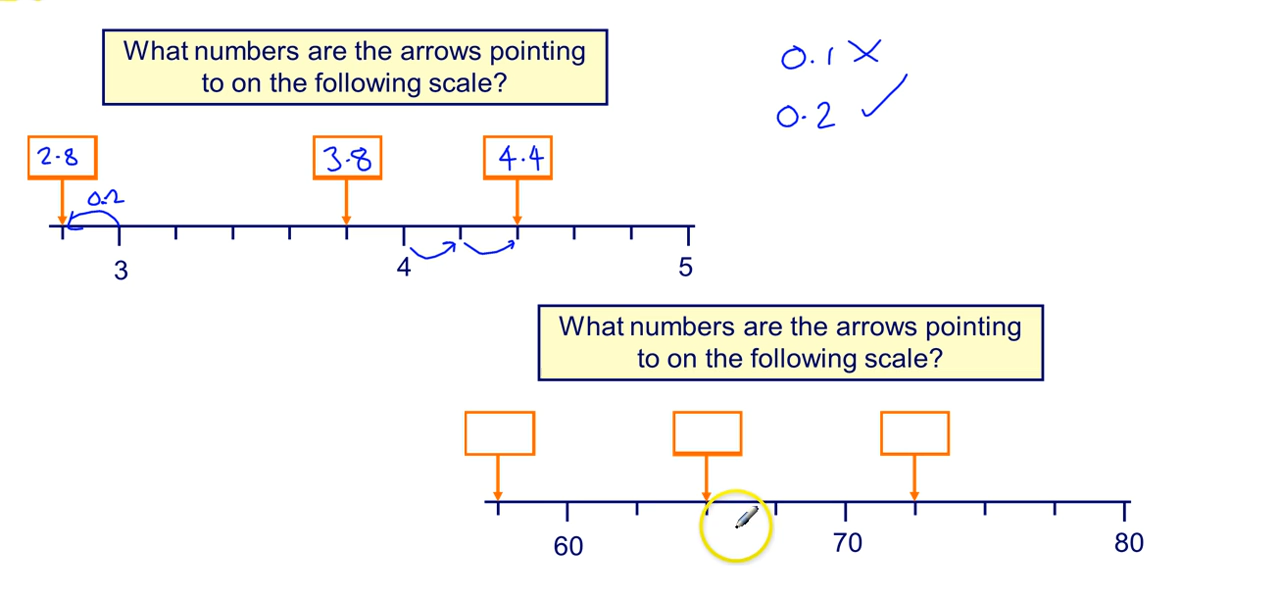 What numbers are the arrows pointing
to on the following scale?
0.1 X
0.2 ✓
2.8
3.8
4.4
0.2
3
4
5
What numbers are the arrows pointing
to on the following scale?
60
70
80